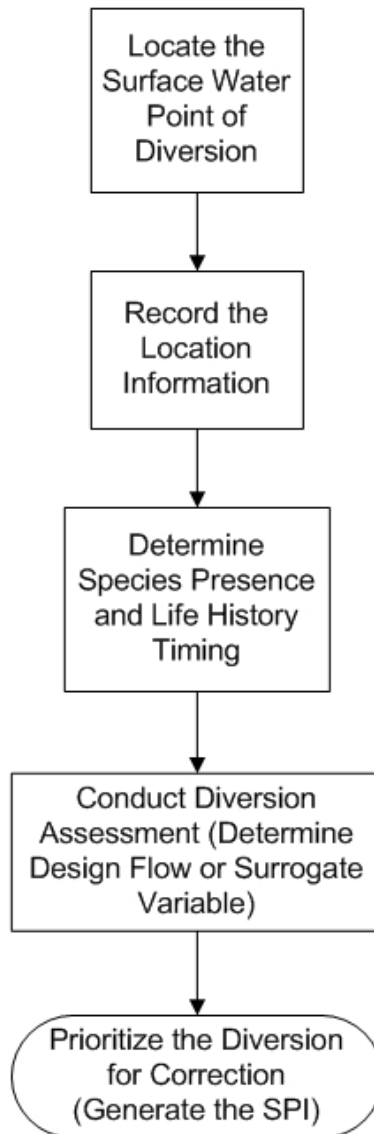 Locate the
Surface Water
Point of
Diversion
Record the
Location
Information
Determine
Species Presence
and Life History
Timing
Conduct Diversion
Assessment (Determine
Design Flow or Surrogate
Variable)
Prioritize the Diversion
for Correction
(Generate the SPI)